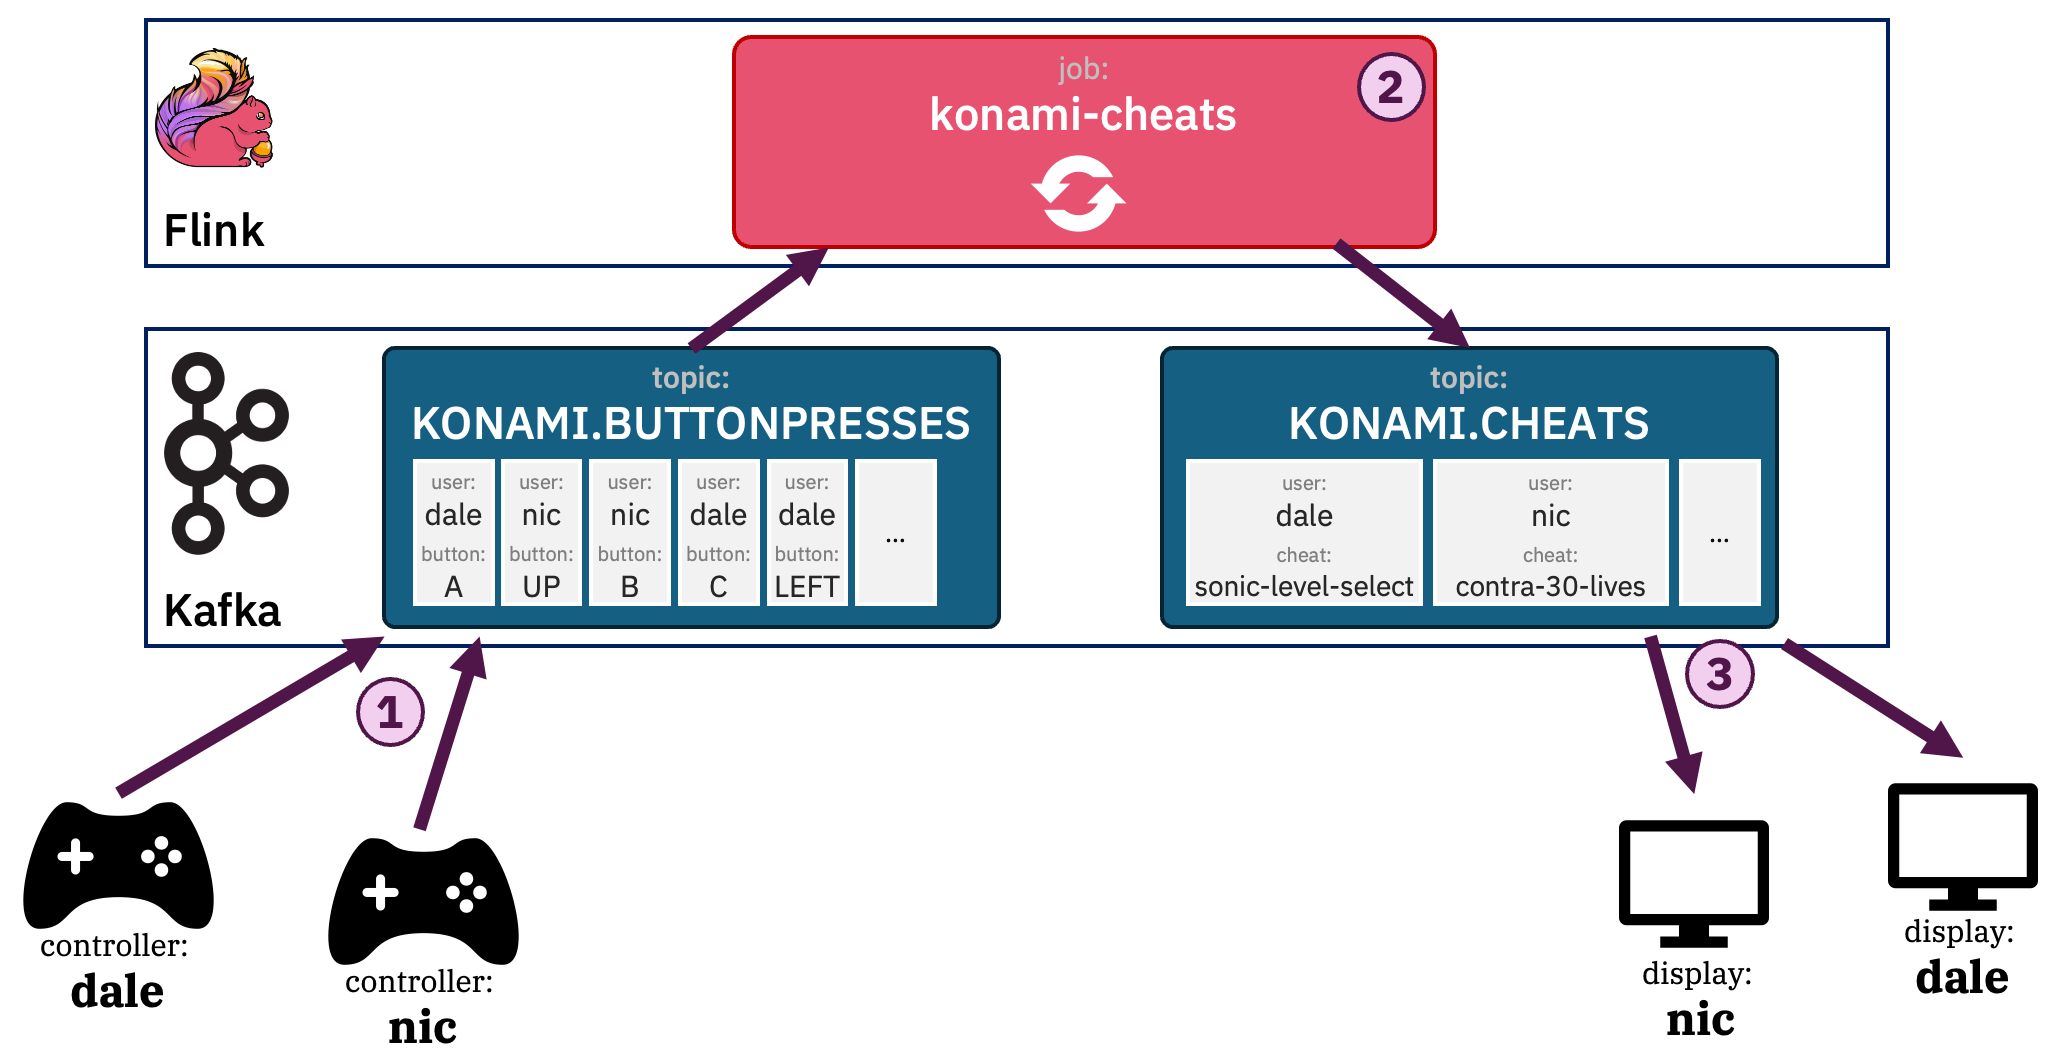 job:
konami-cheats
2
Flink
topic:
KONAMI.BUTTONPRESSES
user:
dale
button:
A
user:
nic
button:
UP
user:
nic
button:
B
user:
dale
button:
C
user:
dale
button:
LEFT
...
topic:
KONAMI.CHEATS
user:
dale
cheat:
sonic-level-select
user:
nic
cheat:
contra-30-lives
...
Kafka
1
3
controller:
dale
controller:
nic
display:
nic
display:
dale